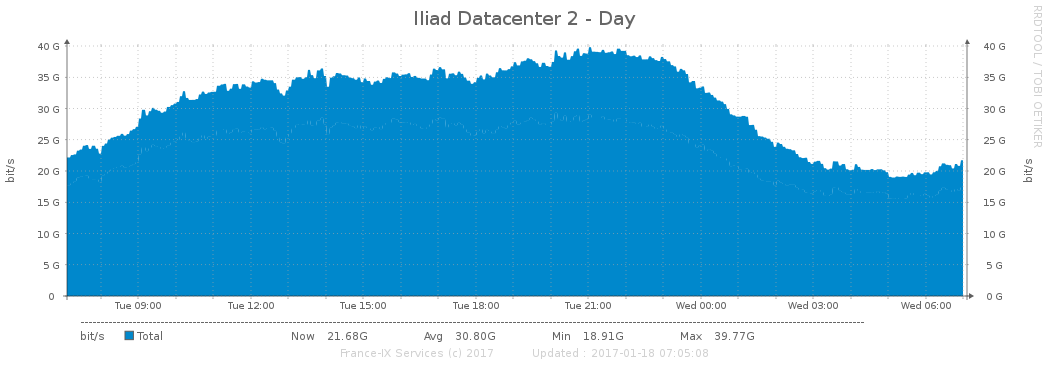 Iliad Datacenter 2 - Day
RRDTOOL / TOBI OETIKER
40 G 40 G
35 G 35 G
30 G 30 G
25 G 25 G
20 G 20 G
15 G 15 G
10 G 10 G
5 G 5 G
0 0 G
bit/s bit/s
Tue 09:00 Tue 12:00 Tue 15:00 Tue 18:00 Tue 21:00 Wed 00:00 Wed 03:00 Wed 06:00
bit/s Total Now 21.68G Avg 30.80G Min 18.91G Max 39.77G
France-IX Services (c) 2017 Updated : 2017-01-18 07:05:08